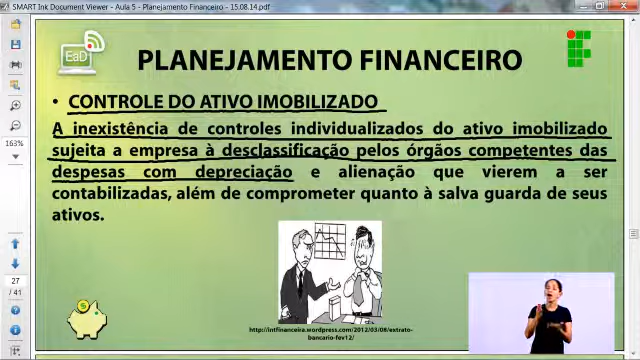 SMART Ink Document Viewer - Aula 5 - Planejamento Financeiro - 15.08.14.pdf
EaD
PLANEJAMENTO FINANCEIRO
• CONTROLE DO ATIVO IMOBILIZADO
A inexistência de controles individualizados do ativo imobilizado
sujeita a empresa à desclassificação pelos órgãos competentes das
despesas com depreciação e alienação que vierem a ser
contabilizadas, além de comprometer quanto à salva guarda de seus
ativos.
163%
27
/ 41
http://intfinanceira.wordpress.com/2012/03/08/extrato-
bancario-fev12/